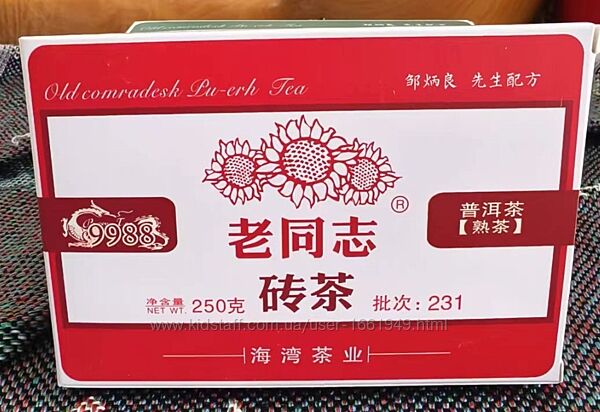 Old comradesk Pu-erh Tea
邹炳良 先生配方
®
9988
老同志
普洱茶
【熟茶】
净含量
NET WT. 250克
砖茶
批次：231
www.kidstaff.com.ua/user-1661949.html
海湾茶业